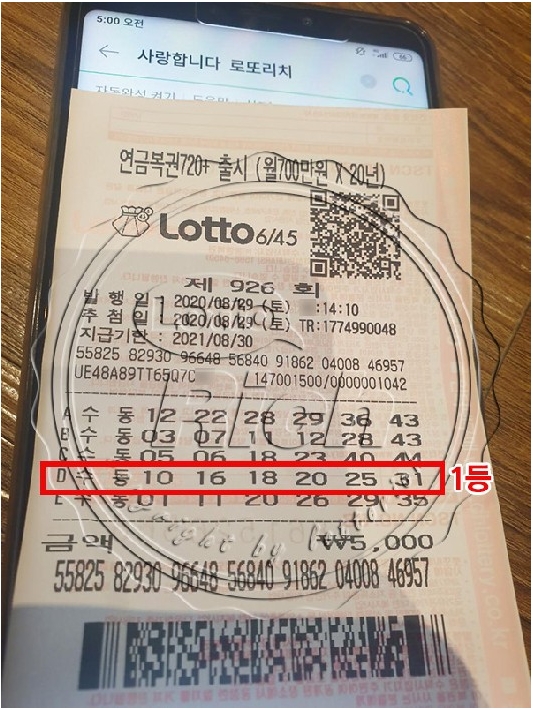 5:00 오전
사랑합니다 로또리치
자동완성 켜기
연금복권720+ 출시 (월700만원 X 20년)
Lotto 6/45
제 926 회
발 행 일 : 2020/08/29 (토) :14:10
추 첨 일 : 2020/08/29 (토) TR:1774990048
지급기한 : 2021/08/30
55825 82930 96648 56840 91862 04008 46957
147001500/0000001042
A 수 동 12 22 28 29 36 43
B 수 동 03 07 11 12 28 43
C 수 동 05 06 18 23 40 44
D 수 동 10 16 18 20 25 31
1등
E 수 동 01 11 20 26 29 35
금액 ₩5,000
55825 82930 96648 56840 91862 04008 46957